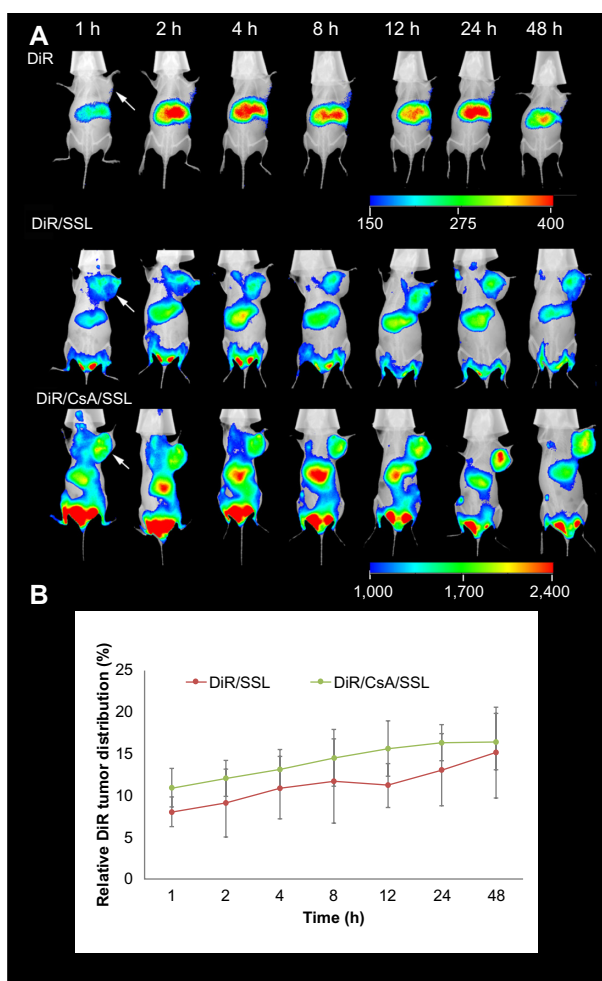 A
1 h 2 h 4 h 8 h 12 h 24 h 48 h
DiR
150 275 400
DiR/SSL
DiR/CsA/SSL
1,000 1,700 2,400
B
25
20
15
10
5
0
DiR/SSL DiR/CsA/SSL
Relative DiR tumor distribution (%)
1 2 4 8 12 24 48
Time (h)